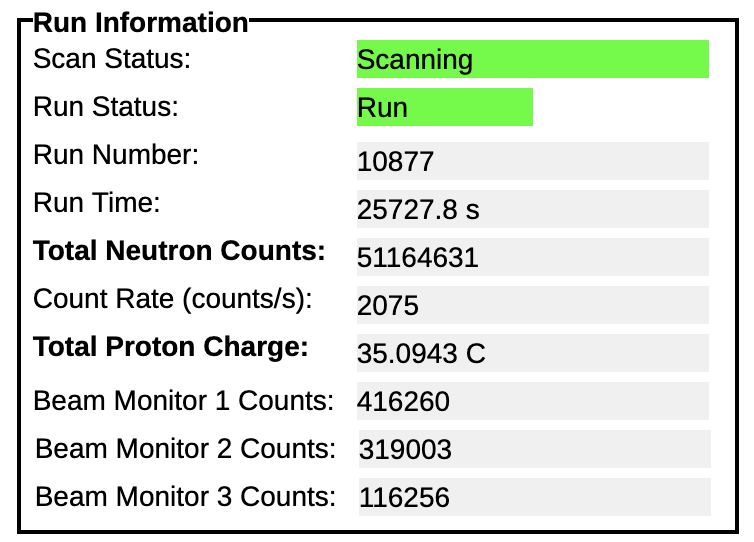 Run Information
Scan Status: Scanning
Run Status: Run
Run Number: 10877
Run Time: 25727.8 s
Total Neutron Counts: 51164631
Count Rate (counts/s): 2075
Total Proton Charge: 35.0943 C
Beam Monitor 1 Counts: 416260
Beam Monitor 2 Counts: 319003
Beam Monitor 3 Counts: 116256